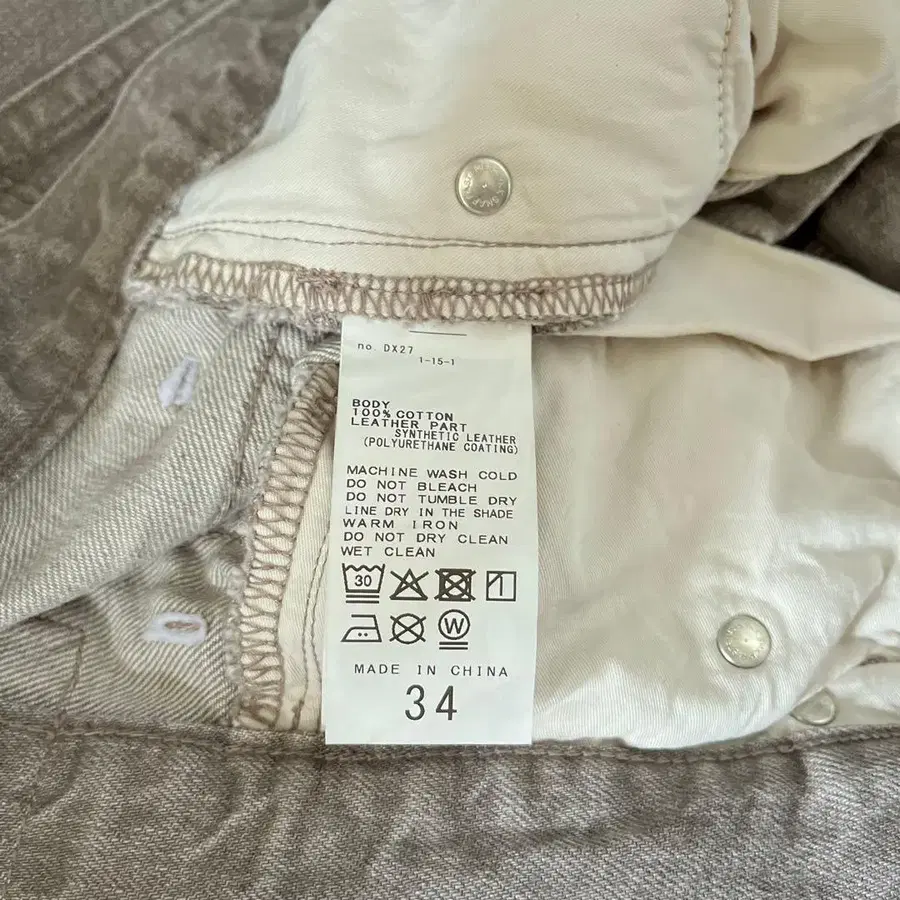 no. DX27
1-15-1
BODY
100% COTTON
LEATHER PART
SYNTHETIC LEATHER
(POLYURETHANE COATING)
MACHINE WASH COLD
DO NOT BLEACH
DO NOT TUMBLE DRY
LINE DRY IN THE SHADE
WARM IRON
DO NOT DRY CLEAN
WET CLEAN
30
W
MADE IN CHINA
34